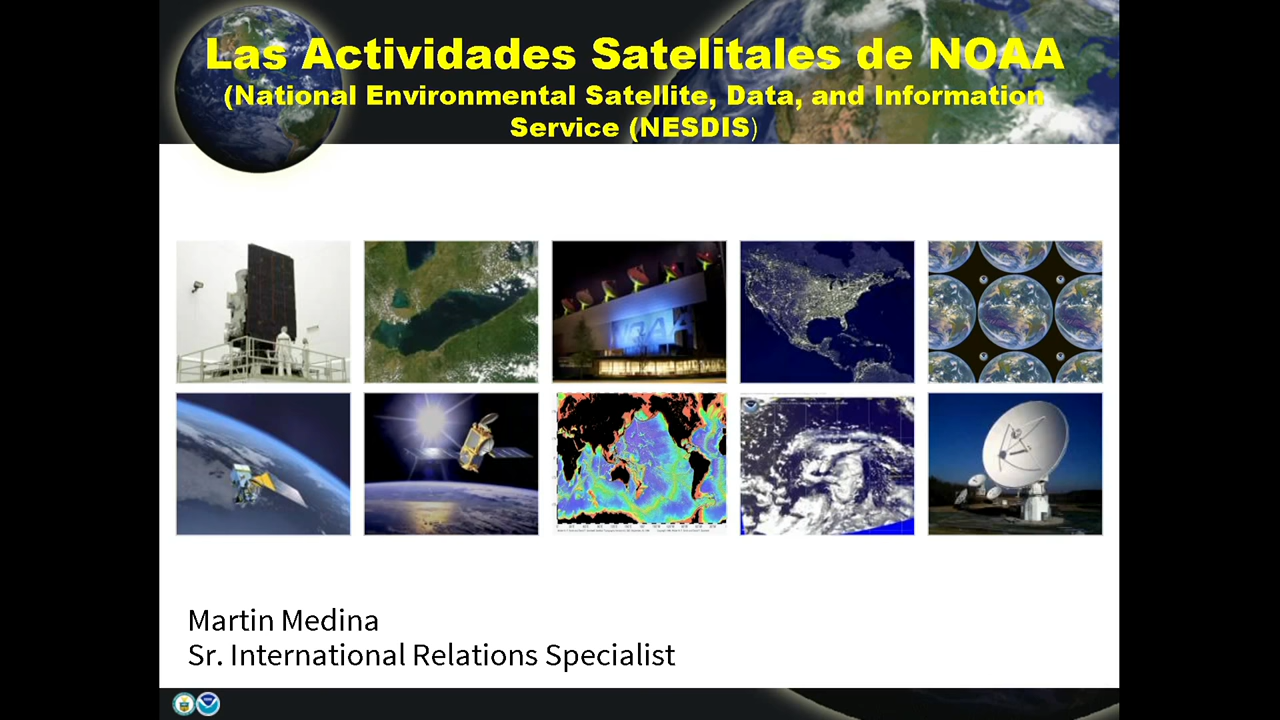 Las Actividades Satelitales de NOAA
(National Environmental Satellite, Data, and Information
Service (NESDIS)
NOAA
Martin Medina
Sr. International Relations Specialist